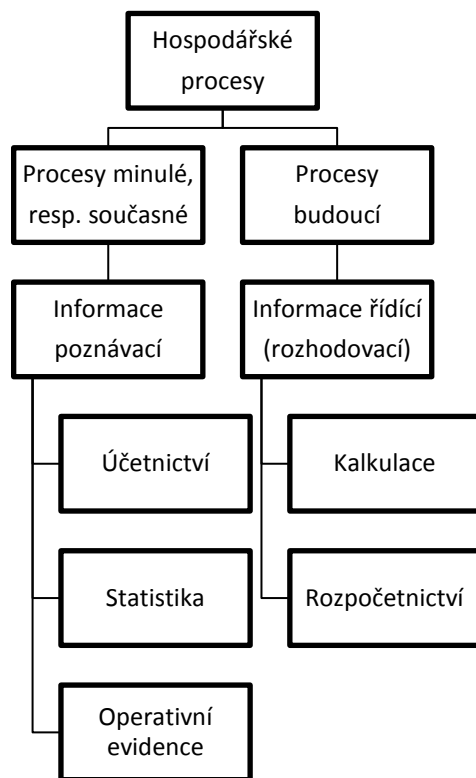 Hospodářské
procesy
Procesy minulé,
resp. současné
Procesy
budoucí
Informace
poznávací
Informace řídící
(rozhodovací)
Účetnictví
Kalkulace
Statistika
Rozpočetnictví
Operativní
evidence